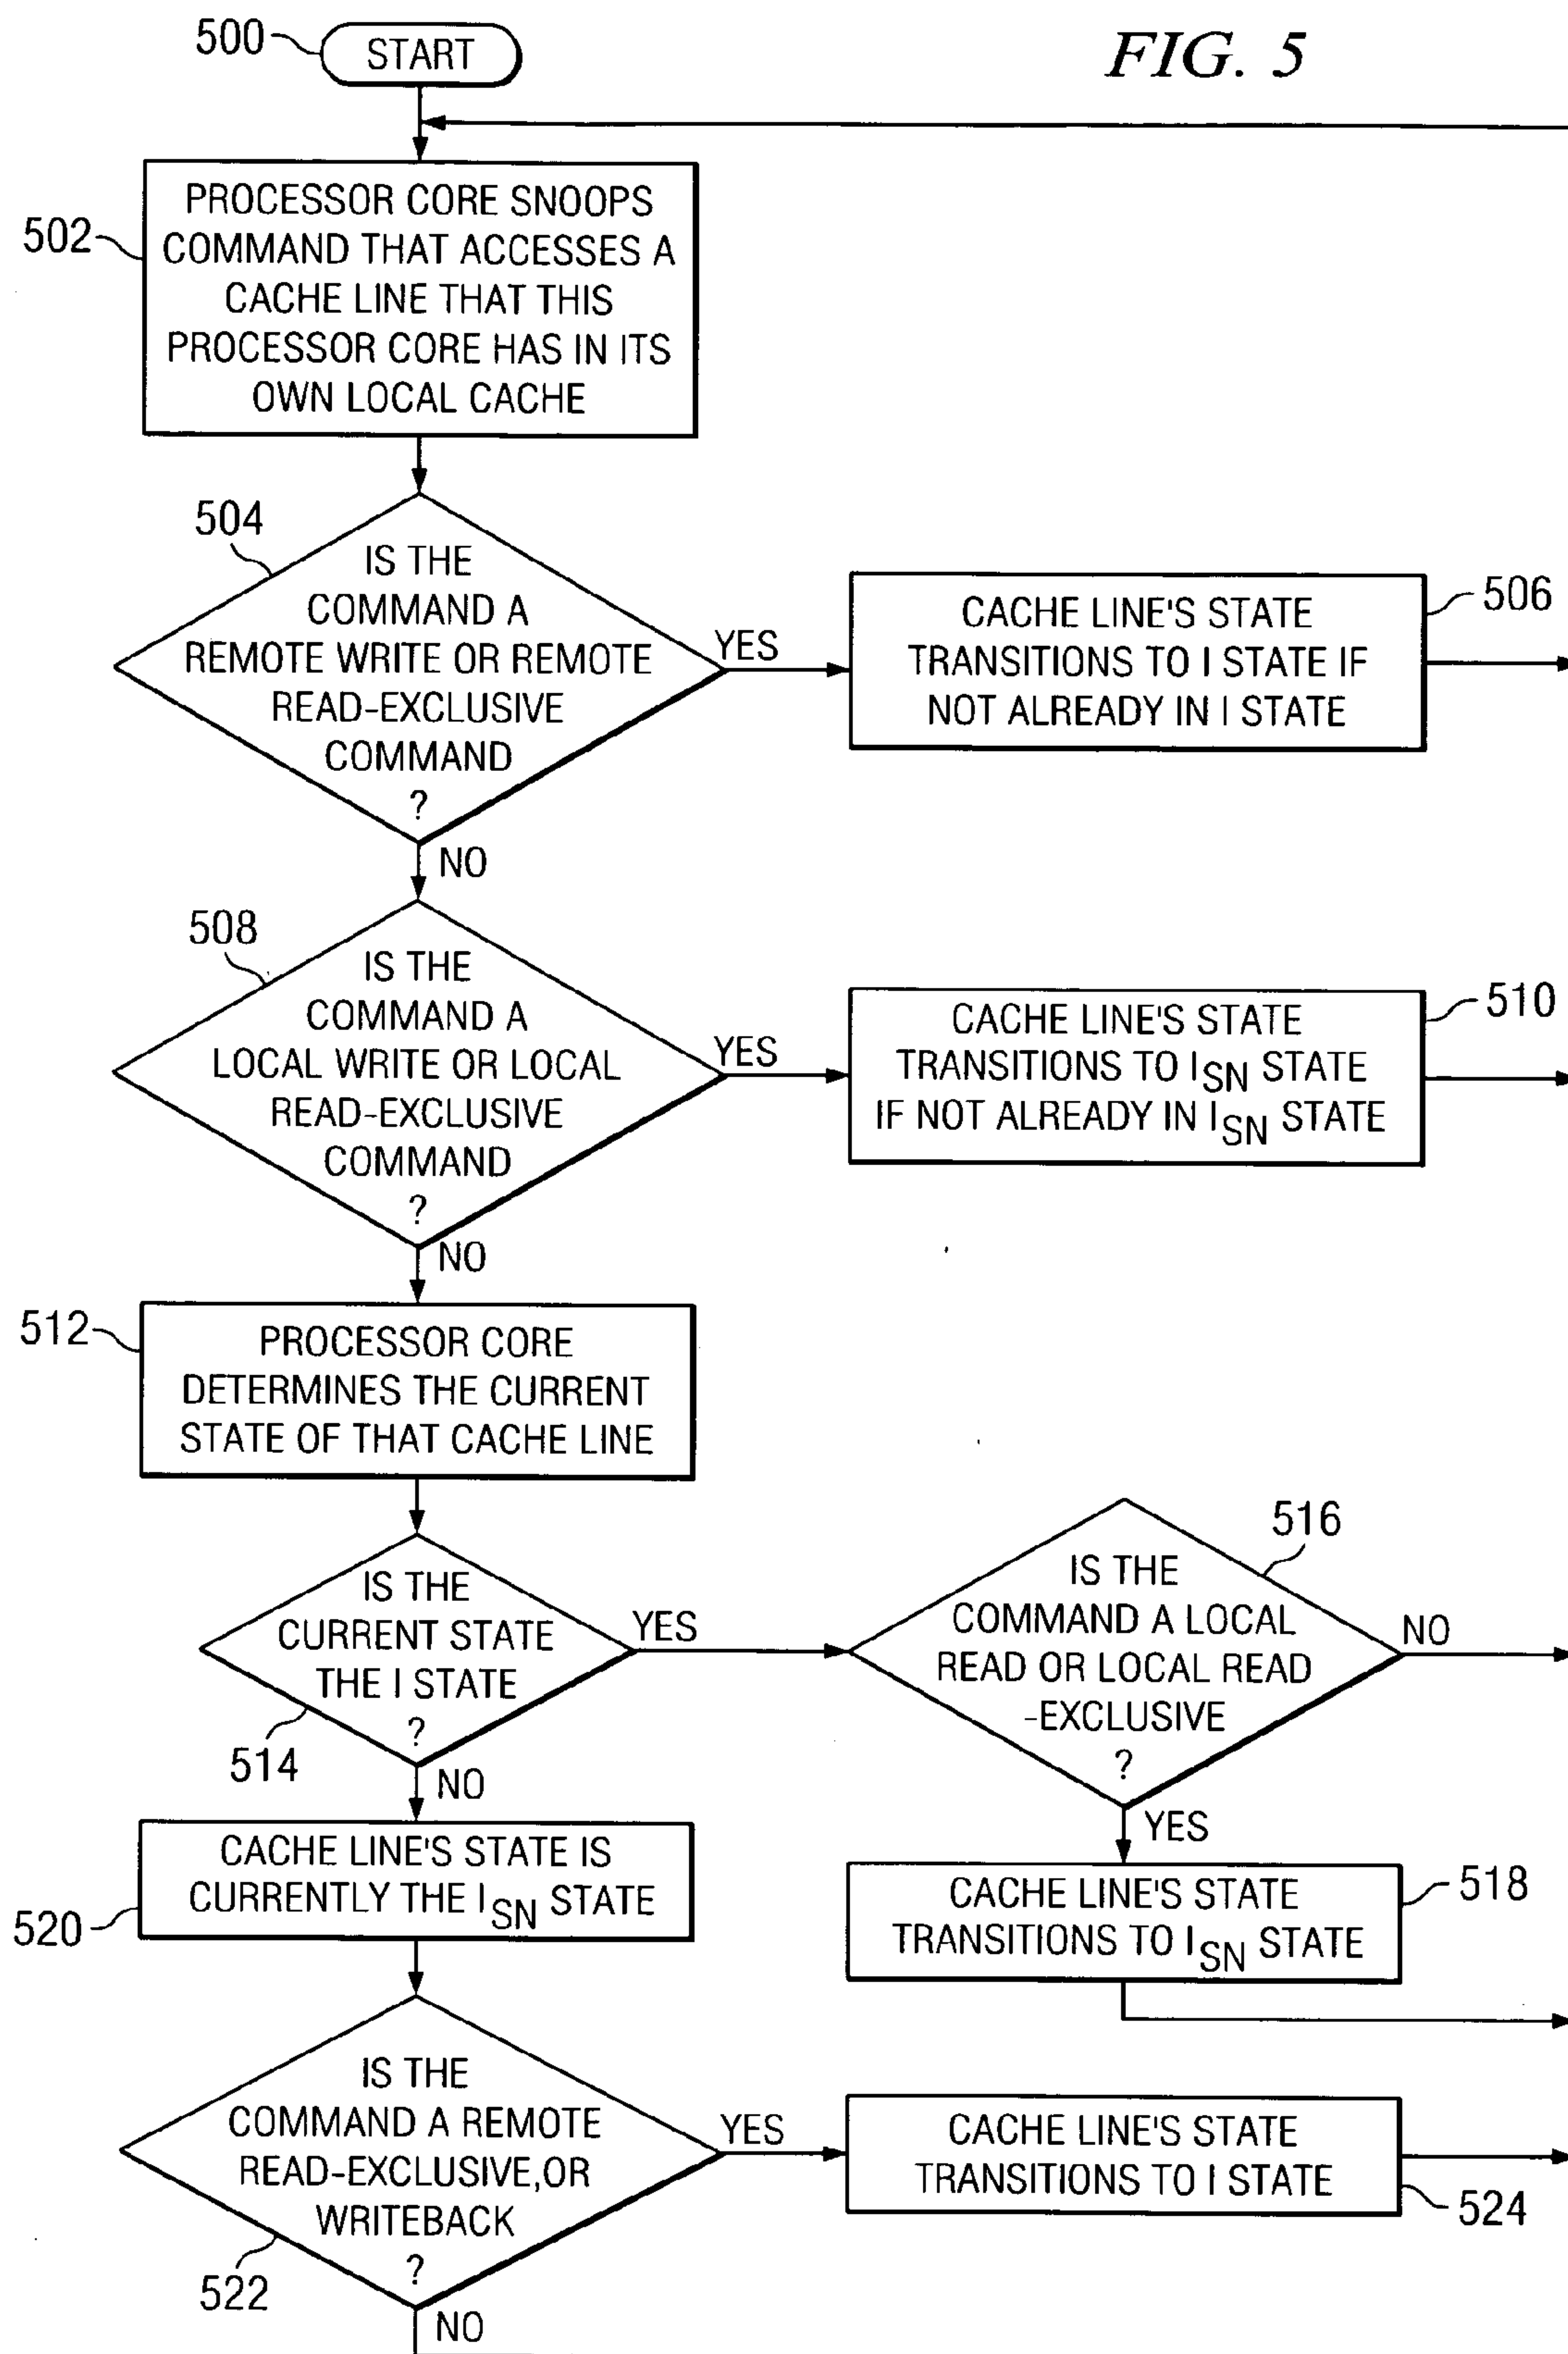 FIG. 5
500
START
502
PROCESSOR CORE SNOOPS
COMMAND THAT ACCESSES A
CACHE LINE THAT THIS
PROCESSOR CORE HAS IN ITS
OWN LOCAL CACHE
504
IS THE
COMMAND A
REMOTE WRITE OR REMOTE
READ-EXCLUSIVE
COMMAND
?
YES
NO
506
CACHE LINE'S STATE
TRANSITIONS TO I STATE IF
NOT ALREADY IN I STATE
508
IS THE
COMMAND A
LOCAL WRITE OR LOCAL
READ-EXCLUSIVE
COMMAND
?
YES
NO
510
CACHE LINE'S STATE
TRANSITIONS TO ISN STATE
IF NOT ALREADY IN ISN STATE
512
PROCESSOR CORE
DETERMINES THE CURRENT
STATE OF THAT CACHE LINE
514
IS THE
CURRENT STATE
THE I STATE
?
YES
NO
516
IS THE
COMMAND A LOCAL
READ OR LOCAL READ
-EXCLUSIVE
?
NO
YES
518
CACHE LINE'S STATE
TRANSITIONS TO ISN STATE
520
CACHE LINE'S STATE IS
CURRENTLY THE ISN STATE
522
IS THE
COMMAND A REMOTE
READ-EXCLUSIVE,OR
WRITEBACK
?
YES
NO
CACHE LINE'S STATE
TRANSITIONS TO I STATE
524